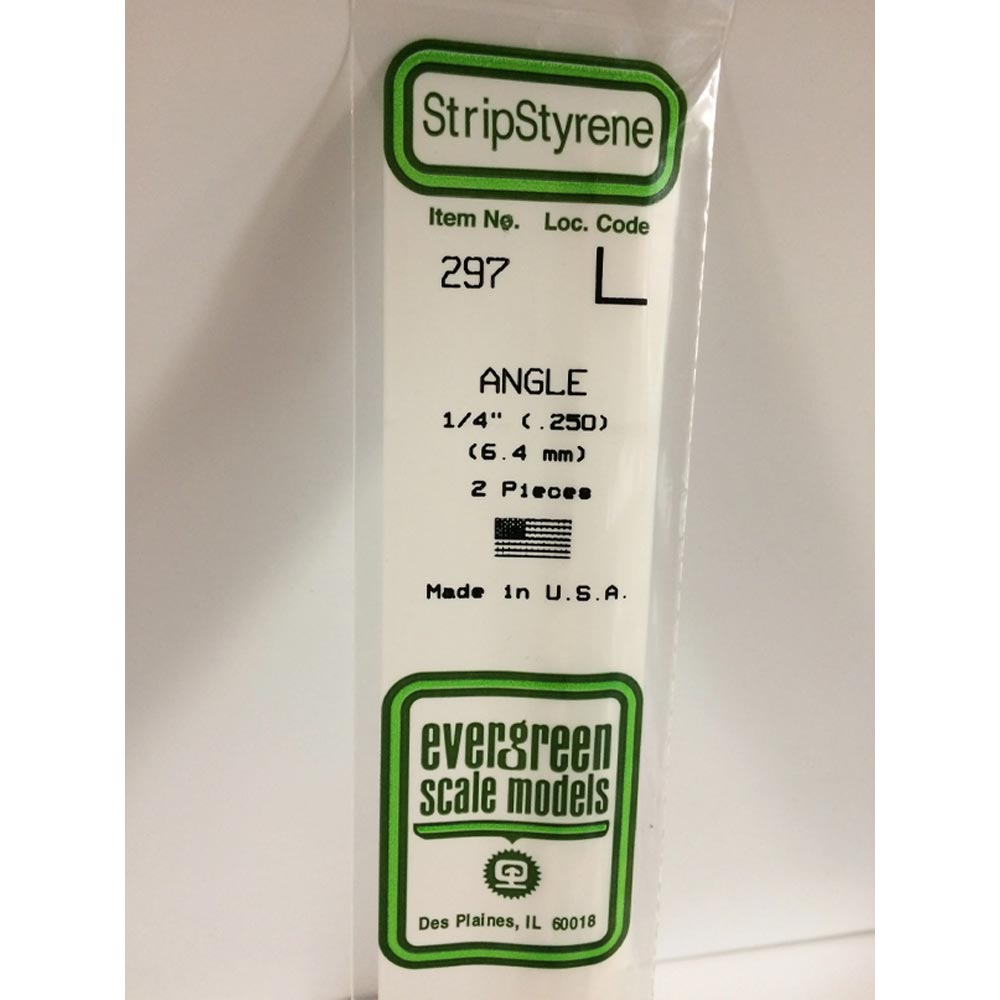 StripStyrene
Item No. Loc. Code
297 L
ANGLE
1/4" (.250)
(6.4 mm)
2 Pieces
Made in U.S.A.
evergreen
scale models
Des Plaines, IL 60018